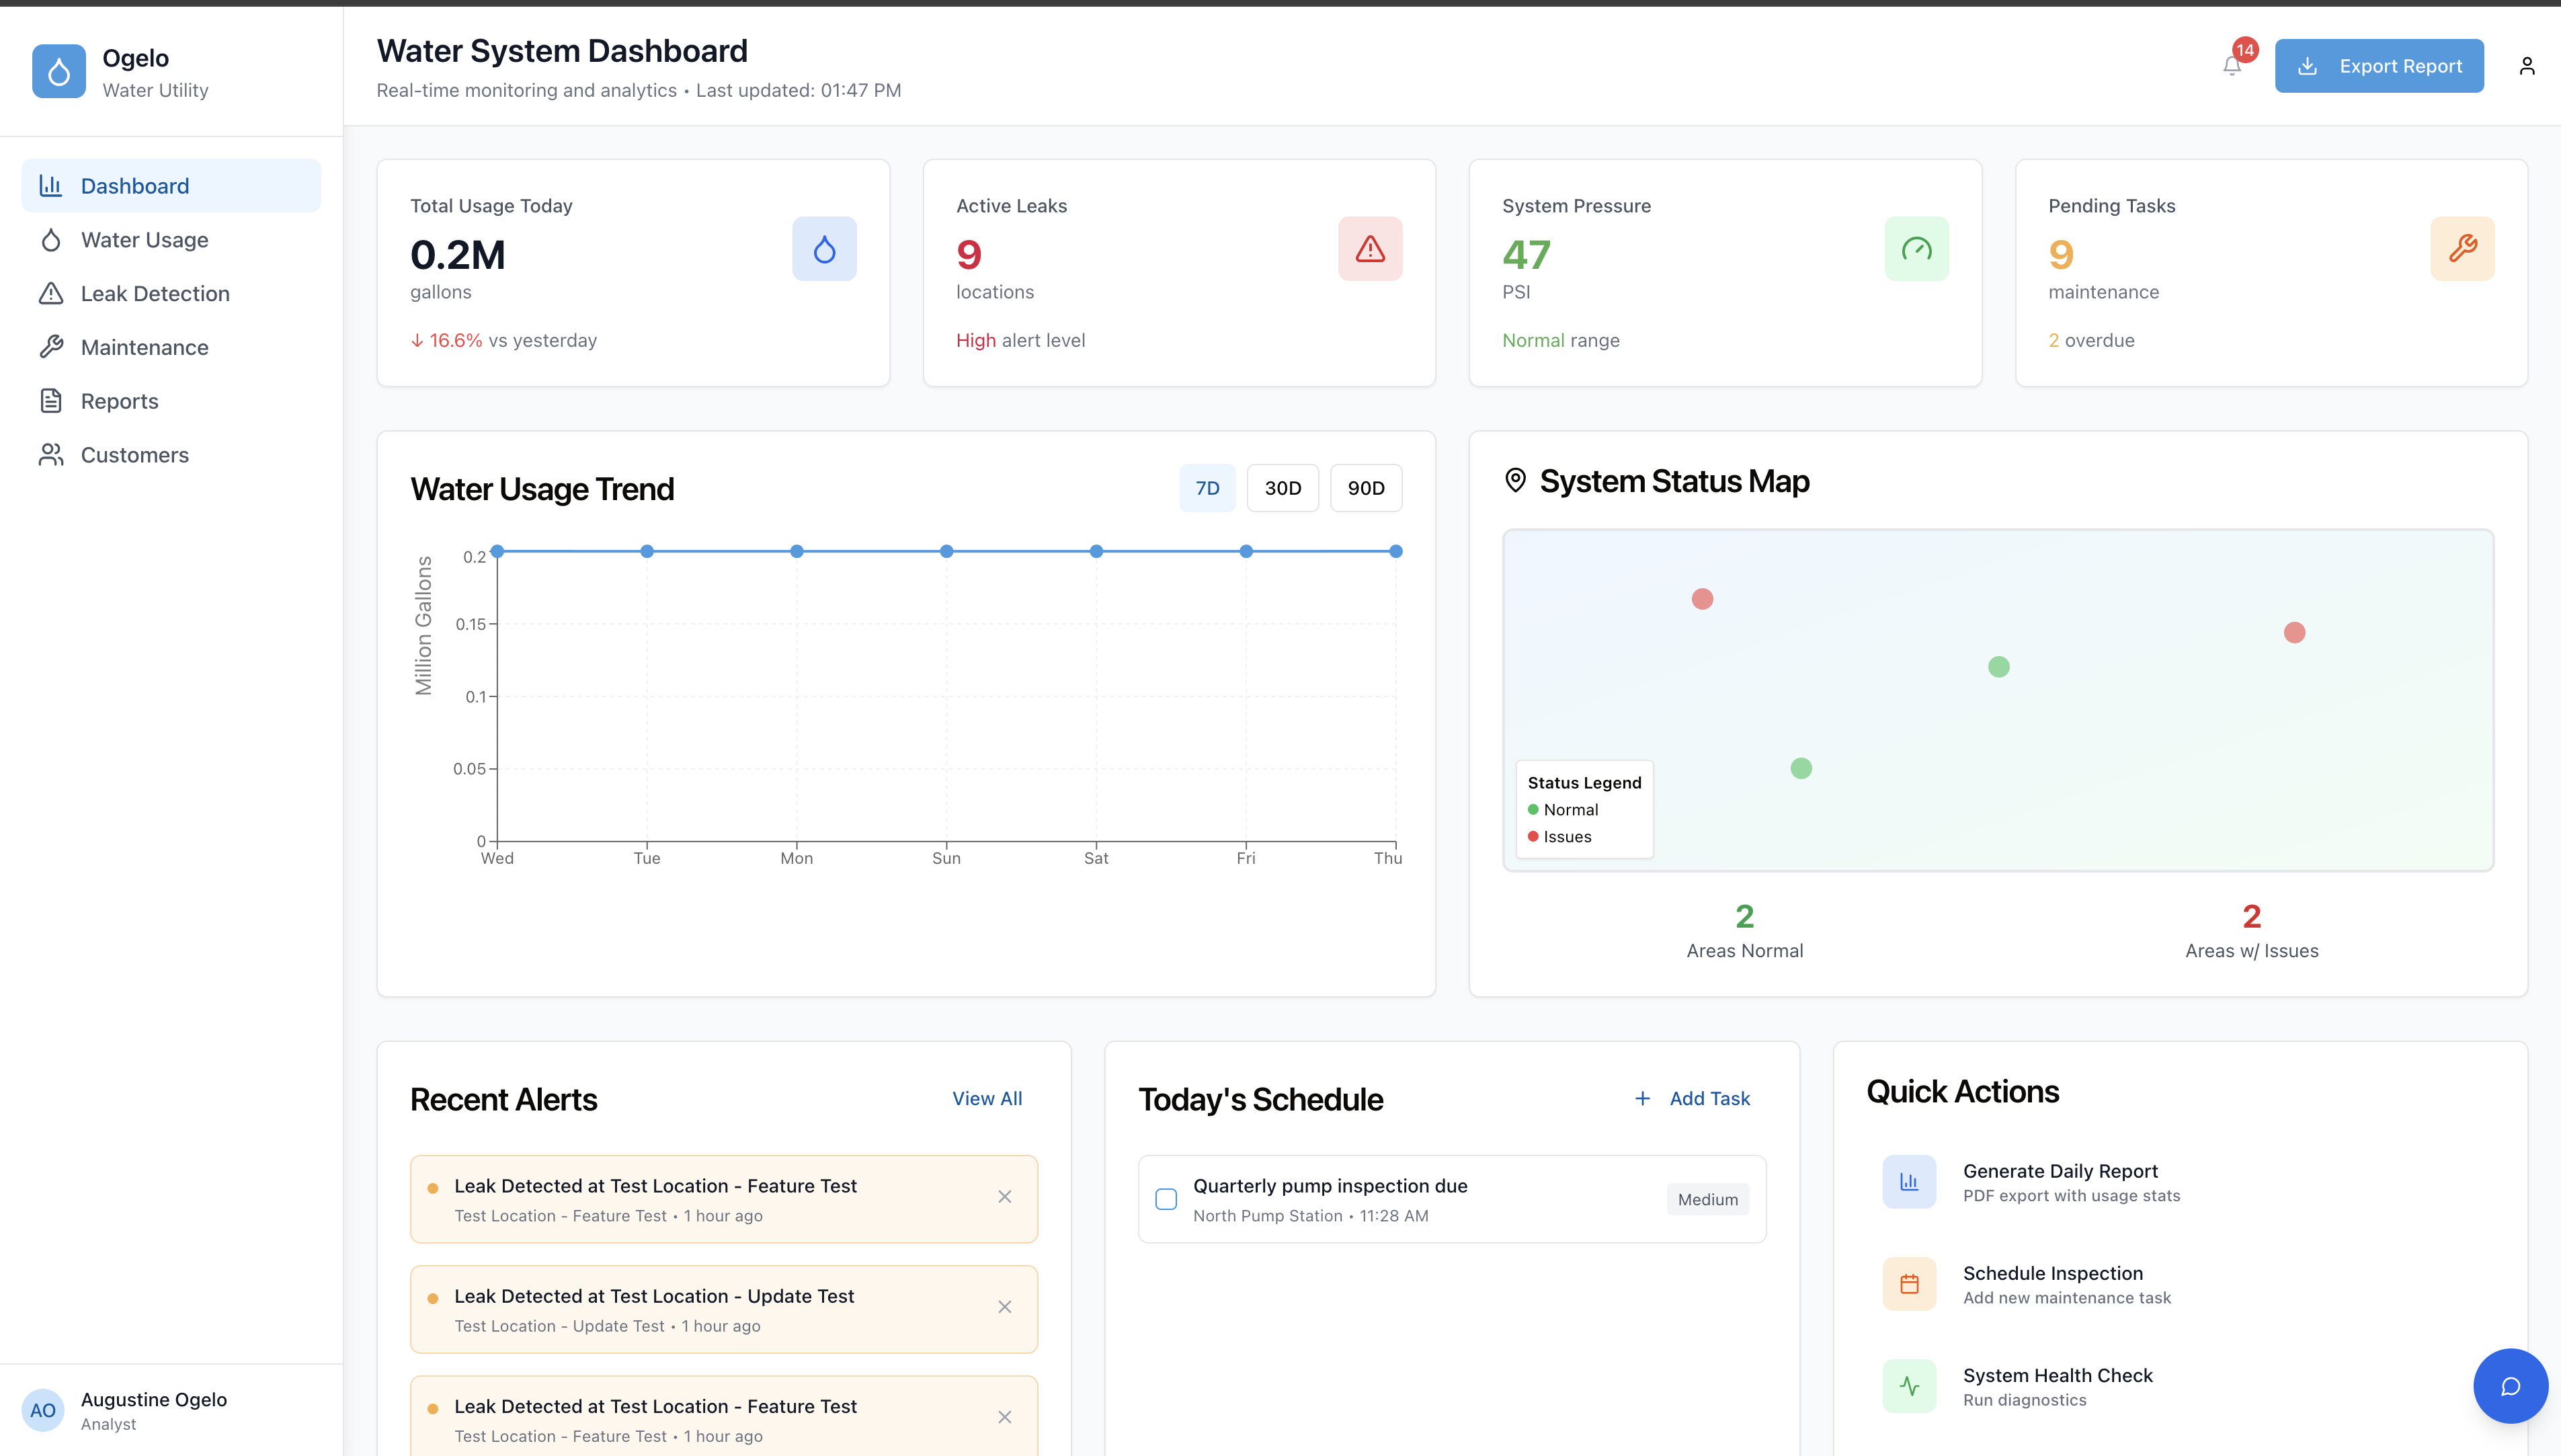 Ogelo
Water Utility
Dashboard
Water Usage
Leak Detection
Maintenance
Reports
Customers
AO
Augustine Ogelo
Analyst
Water System Dashboard
Real-time monitoring and analytics • Last updated: 01:47 PM
14
Export Report
Total Usage Today
0.2M
gallons
↓ 16.6% vs yesterday
Active Leaks
9
locations
High alert level
System Pressure
47
PSI
Normal range
Pending Tasks
9
maintenance
2 overdue
Water Usage Trend
7D
30D
90D
Million Gallons
0.2
0.15
0.1
0.05
0
Wed
Tue
Mon
Sun
Sat
Fri
Thu
System Status Map
Status Legend
Normal
Issues
2
Areas Normal
2
Areas w/ Issues
Recent Alerts
View All
Leak Detected at Test Location - Feature Test
Test Location - Feature Test • 1 hour ago
Leak Detected at Test Location - Update Test
Test Location - Update Test • 1 hour ago
Leak Detected at Test Location - Feature Test
Test Location - Feature Test • 1 hour ago
Today's Schedule
+ Add Task
Quarterly pump inspection due
North Pump Station • 11:28 AM
Medium
Quick Actions
Generate Daily Report
PDF export with usage stats
Schedule Inspection
Add new maintenance task
System Health Check
Run diagnostics